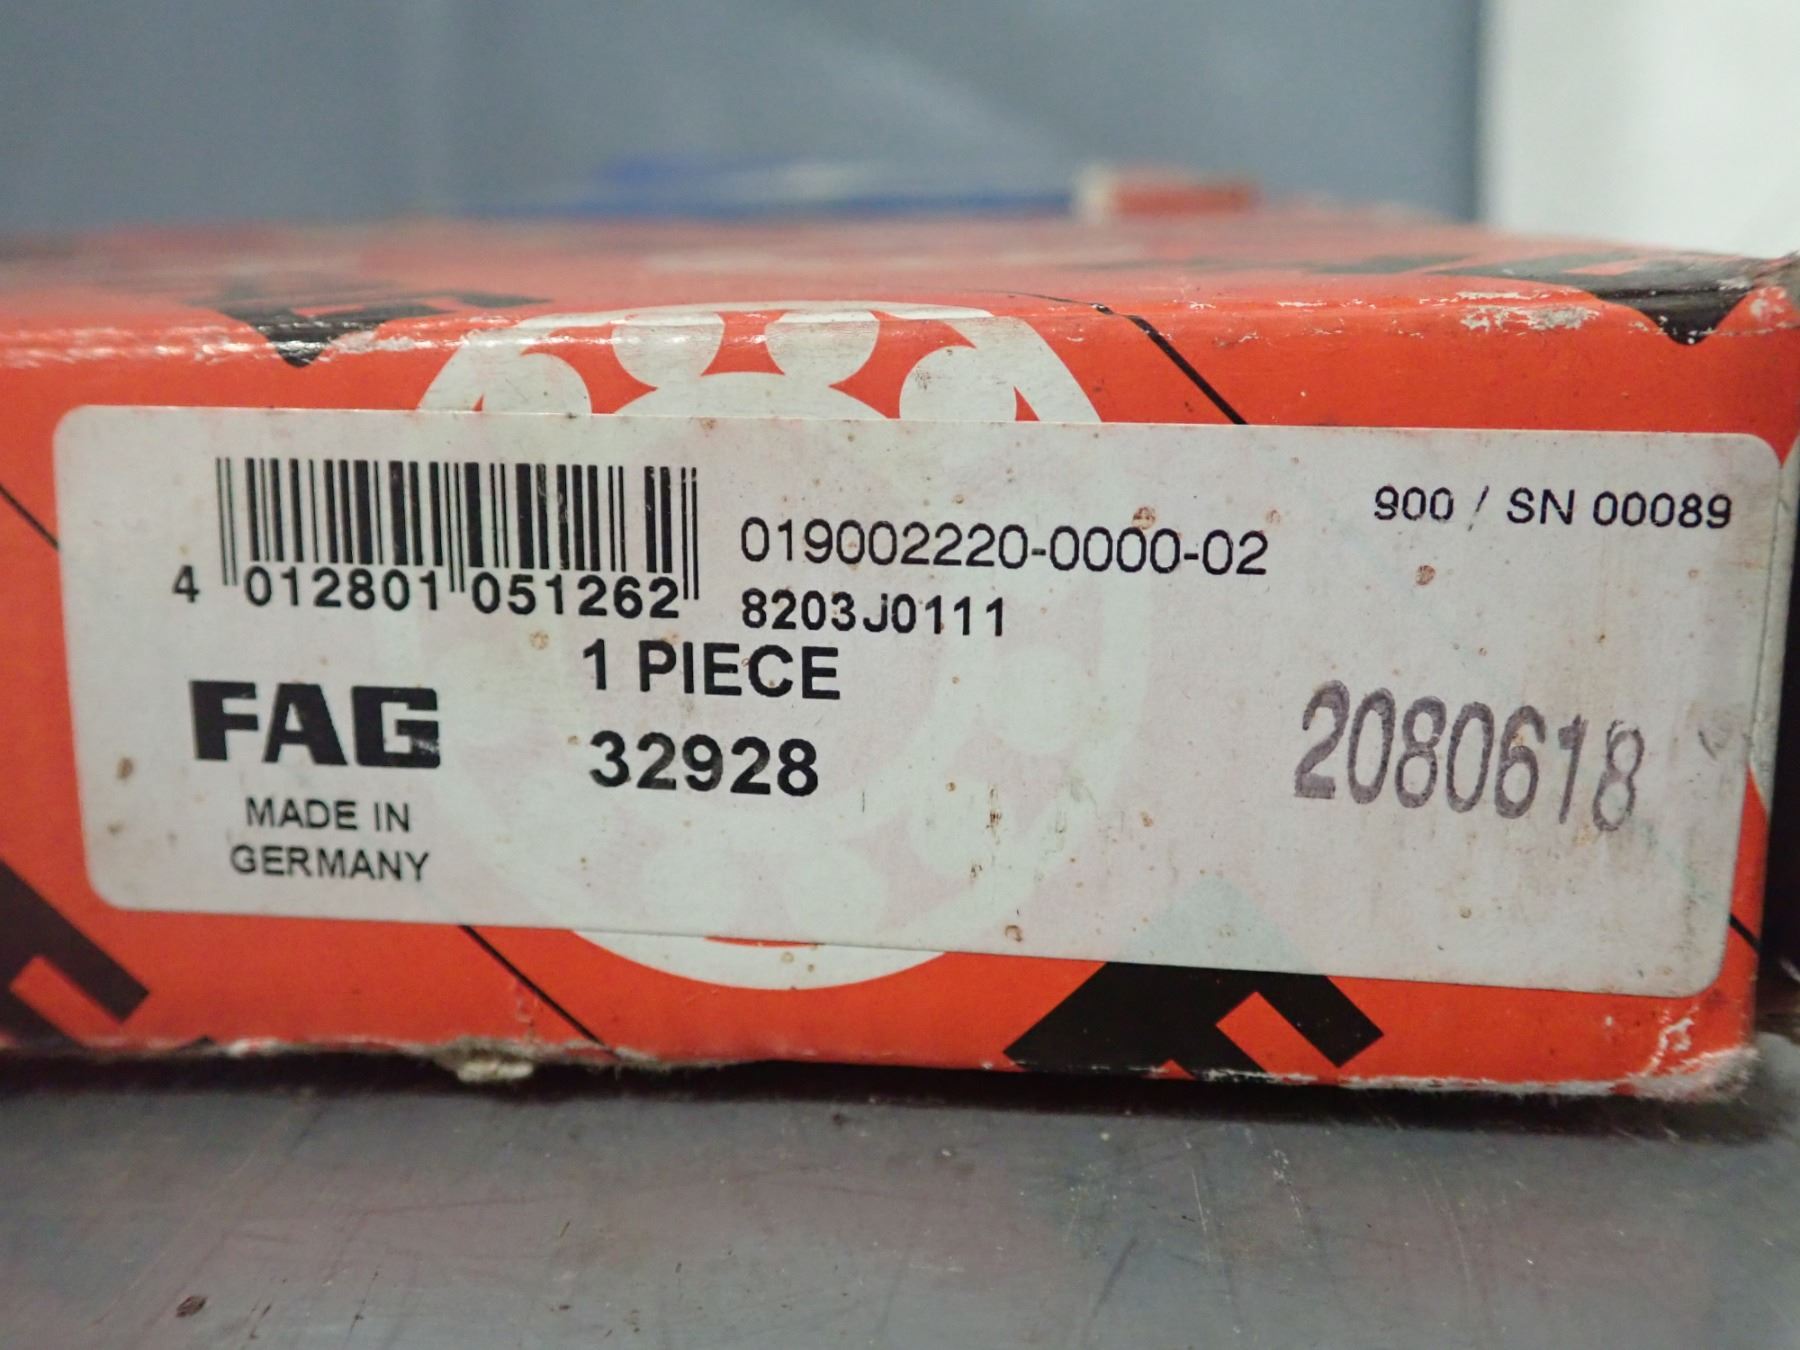 900 / SN 00089
019002220-0000-02
4 012801 051262
8203J0111
1 PIECE
FAG
32928
2080618
MADE IN
GERMANY